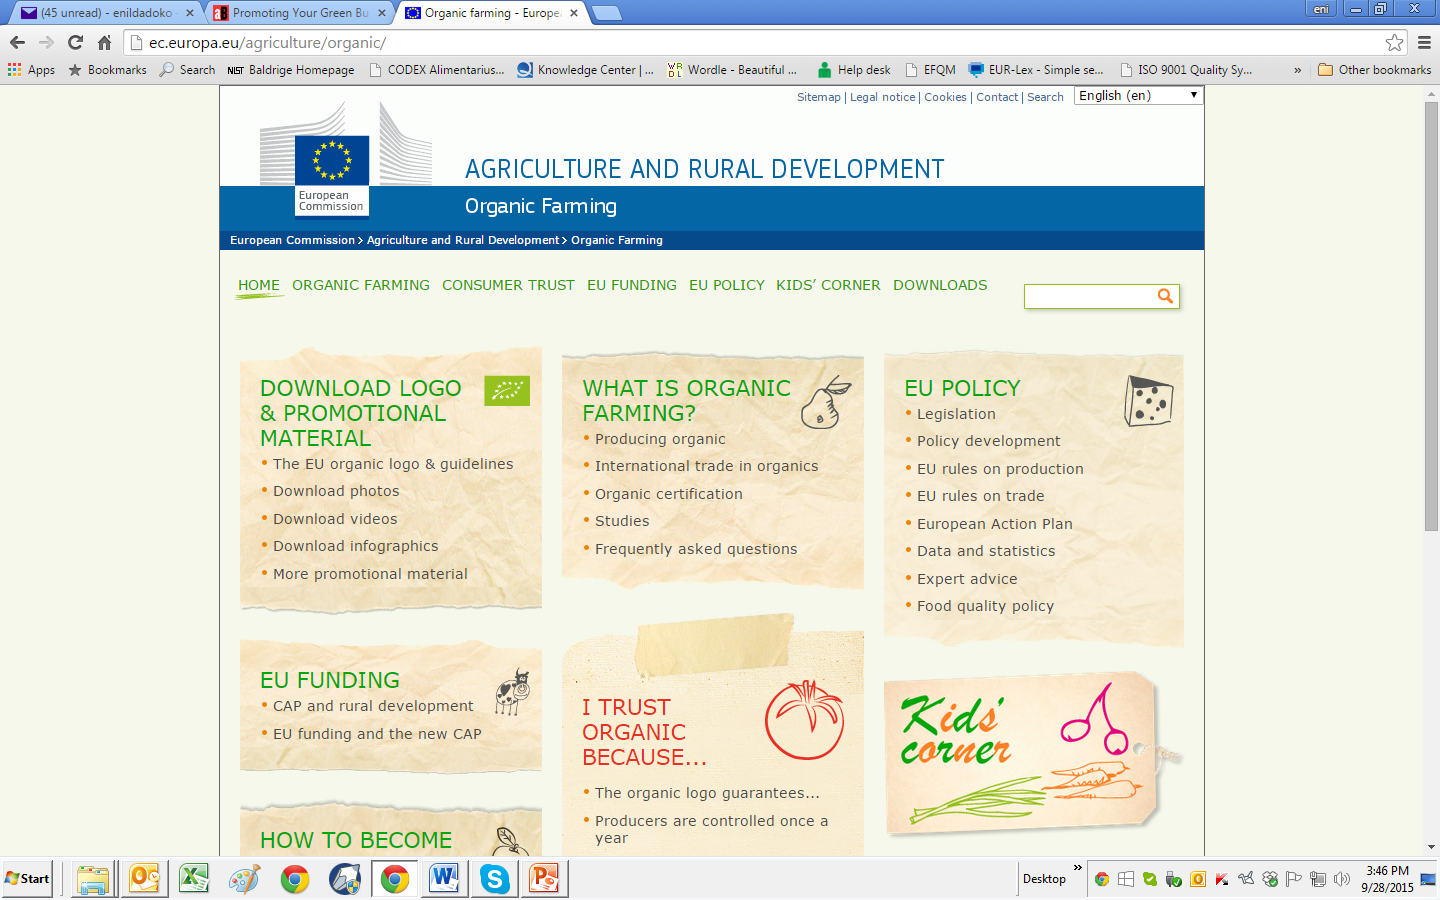 (45 unread) - enildadoko -
Promoting Your Green Bu
Organic farming - Europea
eni
ec.europa.eu/agriculture/organic/
Apps
Bookmarks
Search
NIST Baldrige Homepage
CODEX Alimentarius...
Knowledge Center | ...
Wordle - Beautiful ...
Help desk
EFQM
EUR-Lex - Simple se...
ISO 9001 Quality Sy...
»
Other bookmarks
Sitemap | Legal notice | Cookies | Contact | Search
English (en)
AGRICULTURE AND RURAL DEVELOPMENT
European
Commission
Organic Farming
European Commission > Agriculture and Rural Development > Organic Farming
HOME ORGANIC FARMING CONSUMER TRUST EU FUNDING EU POLICY KIDS’ CORNER DOWNLOADS
DOWNLOAD LOGO
& PROMOTIONAL
MATERIAL
• The EU organic logo & guidelines
• Download photos
• Download videos
• Download infographics
• More promotional material
WHAT IS ORGANIC
FARMING?
• Producing organic
• International trade in organics
• Organic certification
• Studies
• Frequently asked questions
EU POLICY
• Legislation
• Policy development
• EU rules on production
• EU rules on trade
• European Action Plan
• Data and statistics
• Expert advice
• Food quality policy
EU FUNDING
• CAP and rural development
• EU funding and the new CAP
I TRUST
ORGANIC
BECAUSE...
• The organic logo guarantees...
• Producers are controlled once a
year
Kids’
corner
HOW TO BECOME
Start
Desktop
»
3:46 PM
9/28/2015